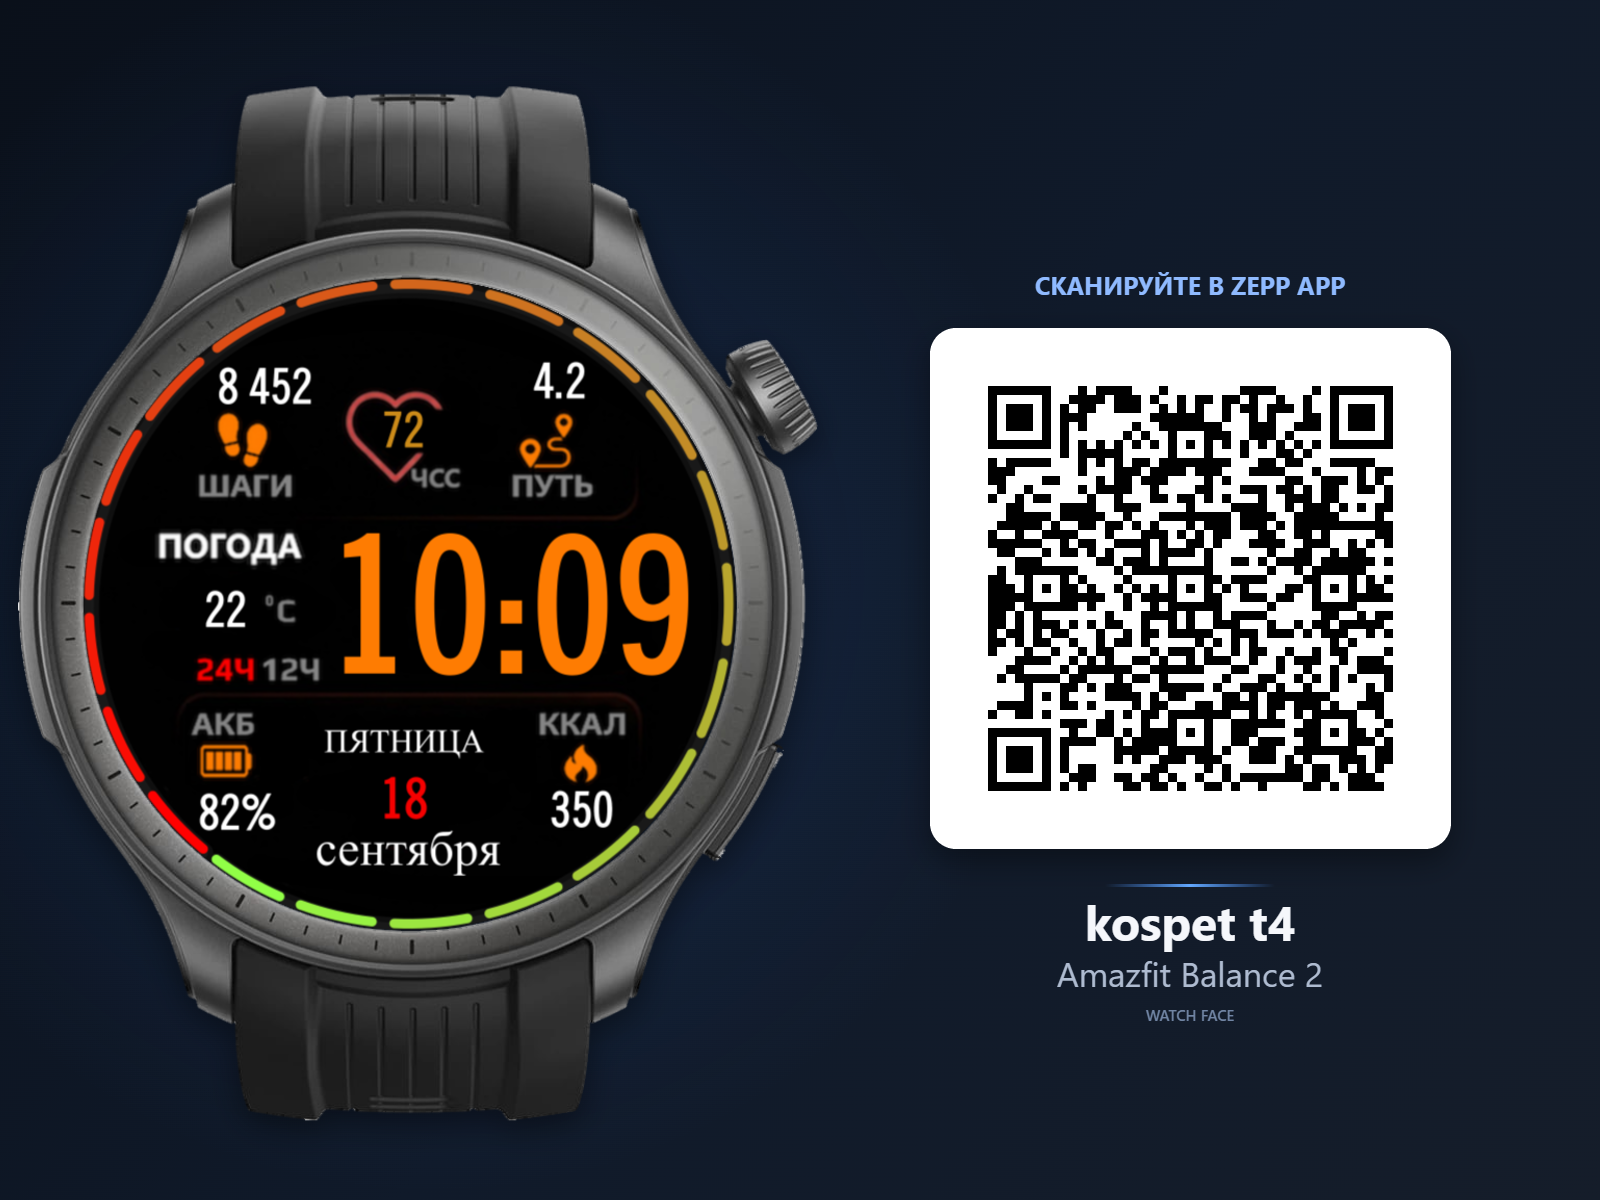 8 452
4.2
72
ЧСС
ШАГИ
ПУТЬ
ПОГОДА
22 °C
10:09
24Ч 12Ч
АКБ
ККАЛ
ПЯТНИЦА
82%
18
350
сентября
СКАНИРУЙТЕ В ZEPP APP
kospet t4
Amazfit Balance 2
WATCH FACE